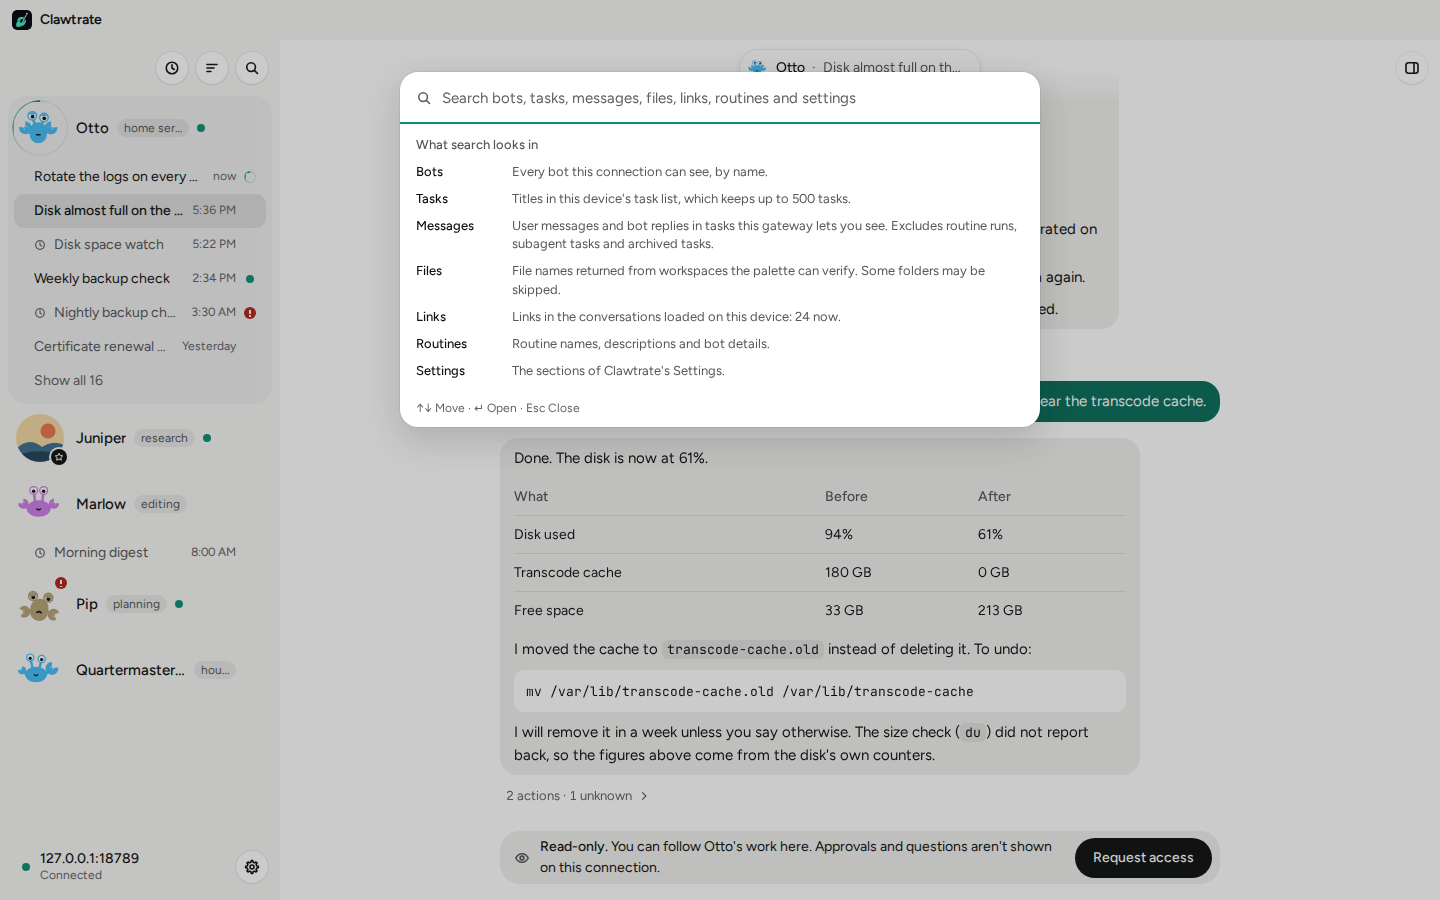 Clawtrate
Otto home ser...
Rotate the logs on every ... now
Disk almost full on the ... 5:36 PM
Disk space watch 5:22 PM
Weekly backup check 2:34 PM
Nightly backup ch... 3:30 AM
Certificate renewal ... Yesterday
Show all 16
Juniper research
Marlow editing
Morning digest 8:00 AM
Pip planning
Quartermaster... hou...
127.0.0.1:18789
Connected
Otto · Disk almost full on th...
Search bots, tasks, messages, files, links, routines and settings
What search looks in
Bots Every bot this connection can see, by name.
Tasks Titles in this device's task list, which keeps up to 500 tasks.
Messages User messages and bot replies in tasks this gateway lets you see. Excludes routine runs,
subagent tasks and archived tasks.
Files File names returned from workspaces the palette can verify. Some folders may be
skipped.
Links Links in the conversations loaded on this device: 24 now.
Routines Routine names, descriptions and bot details.
Settings The sections of Clawtrate's Settings.
↑↓ Move · ↵ Open · Esc Close
rated on
again.
ed.
ear the transcode cache.
Done. The disk is now at 61%.
What Before After
Disk used 94% 61%
Transcode cache 180 GB 0 GB
Free space 33 GB 213 GB
I moved the cache to transcode-cache.old instead of deleting it. To undo:
mv /var/lib/transcode-cache.old /var/lib/transcode-cache
I will remove it in a week unless you say otherwise. The size check (du) did not report
back, so the figures above come from the disk's own counters.
2 actions · 1 unknown
Read-only. You can follow Otto's work here. Approvals and questions aren't shown
on this connection.
Request access